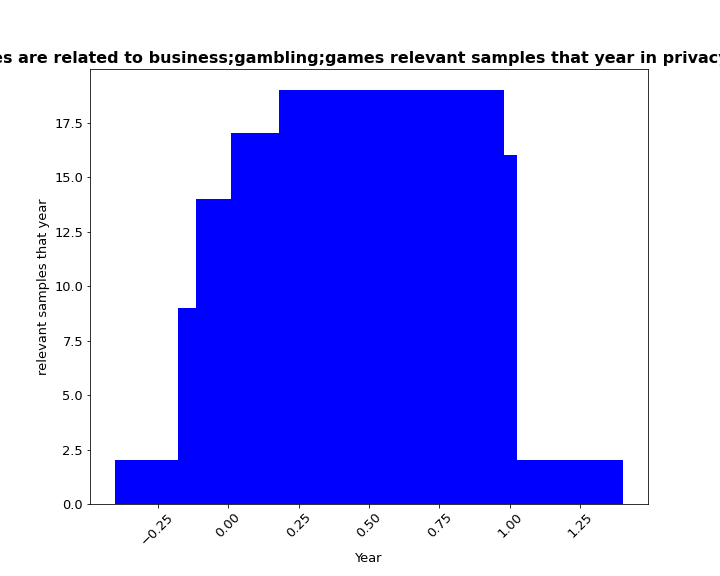 are related to business;gambling;games relevant samples that year in
17.5
15.0
12.5
10.0
7.5
5.0
2.5
0.0
relevant samples that year
−0.25 0.00 0.25 0.50 0.75 1.00 1.25
Year